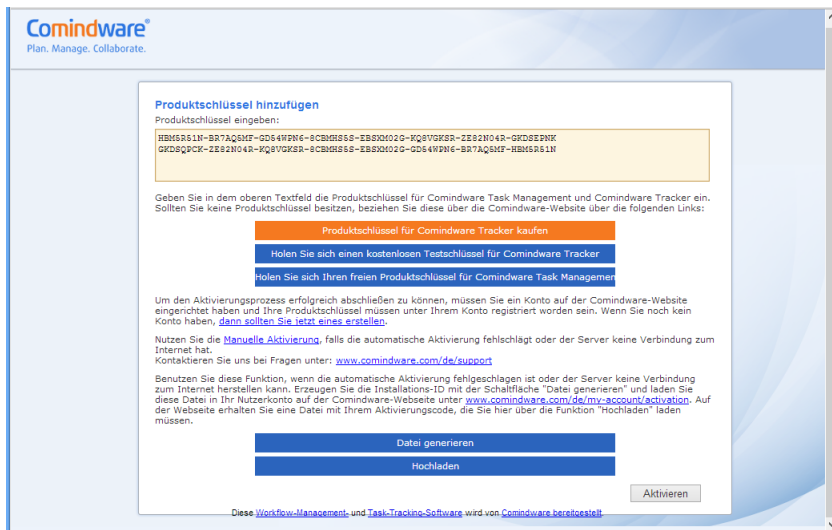 Comindware®
Plan. Manage. Collaborate.
Produktschlüssel hinzufügen
Produktschlüssel eingeben:
HBM5R51N-BR7AQ5MF-GD54WPN6-8CBMHS5S-EBSXM02G-KQ8VGKSR-ZE82N04R-GKDSEPNK
GKDSQPCK-ZE82N04R-KQ8VGKSR-8CBMHS5S-EBSXM02G-GD54WPN6-BR7AQ5MF-HBM5R51N
Geben Sie in dem oberen Textfeld die Produktschlüssel für Comindware Task Management und Comindware Tracker ein.
Sollten Sie keine Produktschlüssel besitzen, beziehen Sie diese über die Comindware-Website über die folgenden Links:
Produktschlüssel für Comindware Tracker kaufen
Holen Sie sich einen kostenlosen Testschlüssel für Comindware Tracker
Holen Sie sich Ihren freien Produktschlüssel für Comindware Task Managemen
Um den Aktivierungsprozess erfolgreich abschließen zu können, müssen Sie ein Konto auf der Comindware-Website
eingerichtet haben und Ihre Produktschlüssel müssen unter Ihrem Konto registriert worden sein. Wenn Sie noch kein
Konto haben, dann sollten Sie jetzt eines erstellen.
Nutzen Sie die Manuelle Aktivierung, falls die automatische Aktivierung fehlschlägt oder der Server keine Verbindung zum
Internet hat.
Kontaktieren Sie uns bei Fragen unter: www.comindware.com/de/support
Benutzen Sie diese Funktion, wenn die automatische Aktivierung fehlgeschlagen ist oder der Server keine Verbindung
zum Internet herstellen kann. Erzeugen Sie die Installations-ID mit der Schaltfläche "Datei generieren" und laden Sie
diese Datei in Ihr Nutzerkonto auf der Comindware-Webseite unter www.comindware.com/de/my-account/activation. Auf
der Webseite erhalten Sie eine Datei mit Ihrem Aktivierungscode, die Sie hier über die Funktion "Hochladen" laden
müssen.
Datei generieren
Hochladen
Aktivieren
Diese Workflow-Management- und Task-Tracking-Software wird von Comindware bereitgestellt.